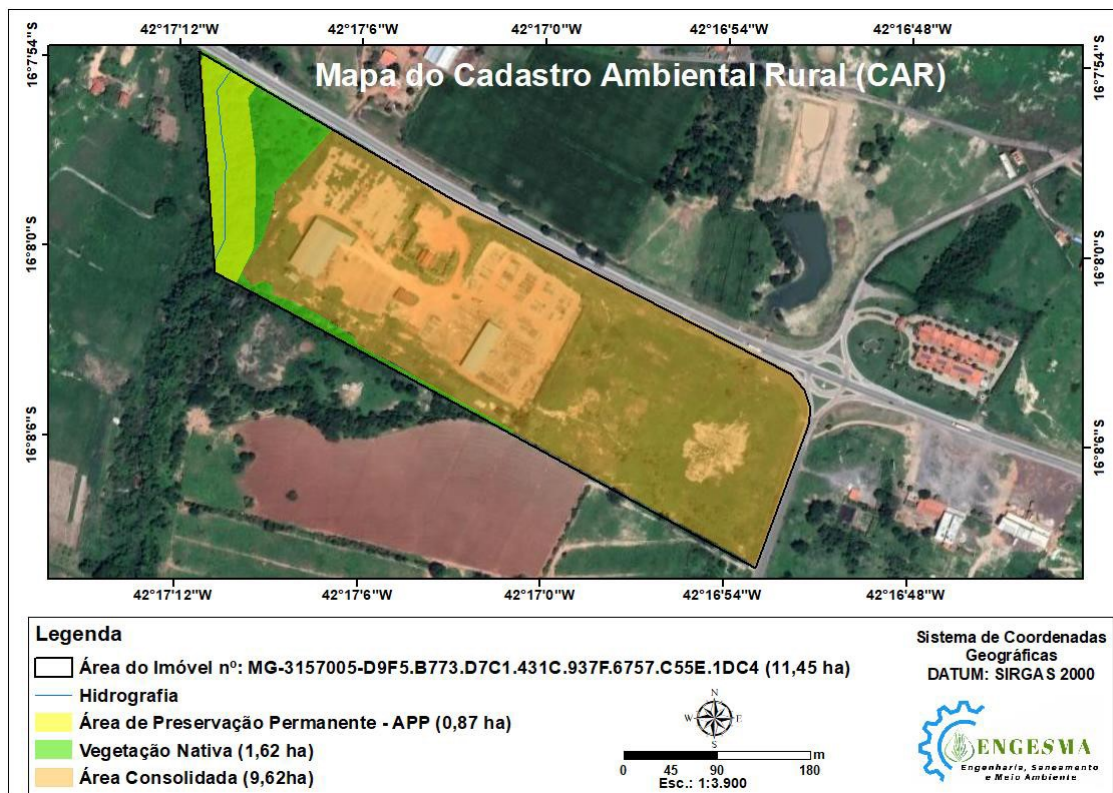 42°17'12"W 42°17'6"W 42°17'0"W 42°16'54"W 42°16'48"W
16°7'54"S
16°7'54"S
Mapa do Cadastro Ambiental Rural (CAR)
16°8'0"S
16°8'0"S
16°8'6"S
16°8'6"S
42°17'12"W 42°17'6"W 42°17'0"W 42°16'54"W 42°16'48"W
Legenda
Área do Imóvel nº: MG-3157005-D9F5.B773.D7C1.431C.937F.6757.C55E.1DC4 (11,45 ha)
Hidrografia
Área de Preservação Permanente - APP (0,87 ha)
Vegetação Nativa (1,62 ha)
Área Consolidada (9,62ha)
N
W E
S
m
0 45 90 180
Esc.: 1:3.900
Sistema de Coordenadas
Geográficas
DATUM: SIRGAS 2000
ENGESMA
Engenharia, Saneamento
e Meio Ambiente